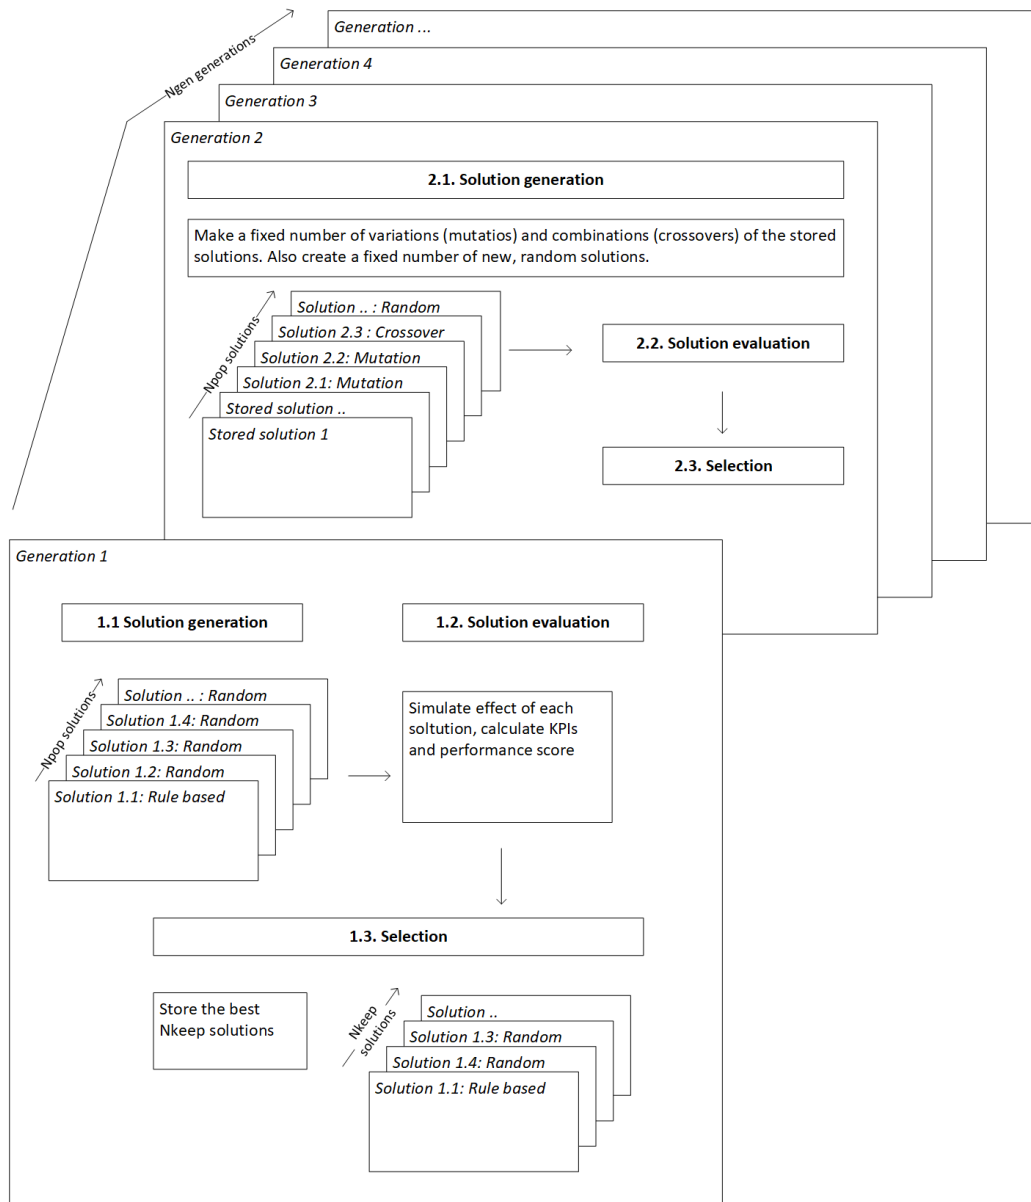 Ngen generations
Generation ...
Generation 4
Generation 3
Generation 2
2.1. Solution generation
Make a fixed number of variations (mutatios) and combinations (crossovers) of the stored
solutions. Also create a fixed number of new, random solutions.
Npop solutions
Solution .. : Random
Solution 2.3 : Crossover
Solution 2.2: Mutation
Solution 2.1: Mutation
Stored solution ..
Stored solution 1
2.2. Solution evaluation
2.3. Selection
Generation 1
1.1 Solution generation
Npop solutions
Solution .. : Random
Solution 1.4: Random
Solution 1.3: Random
Solution 1.2: Random
Solution 1.1: Rule based
1.2. Solution evaluation
Simulate effect of each
soltution, calculate KPIs
and performance score
1.3. Selection
Store the best
Nkeep solutions
Nkeep
solutions
Solution ..
Solution 1.3: Random
Solution 1.4: Random
Solution 1.1: Rule based